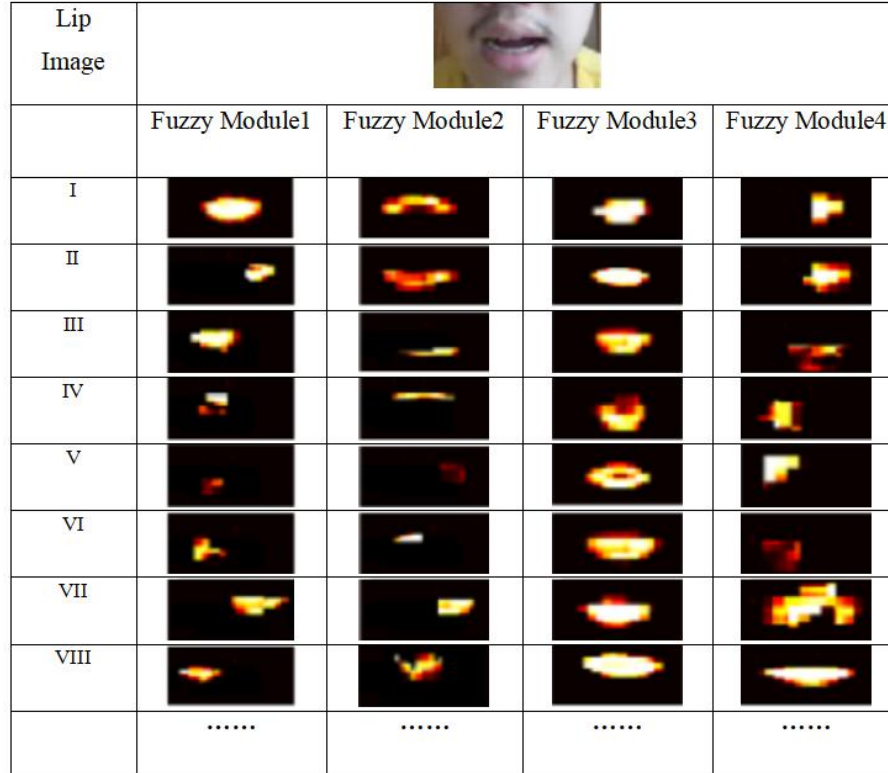 Lip
Image
Fuzzy Module1 Fuzzy Module2 Fuzzy Module3 Fuzzy Module4
I
II
III
IV
V
VI
VII
VIII
...... ...... ...... ......